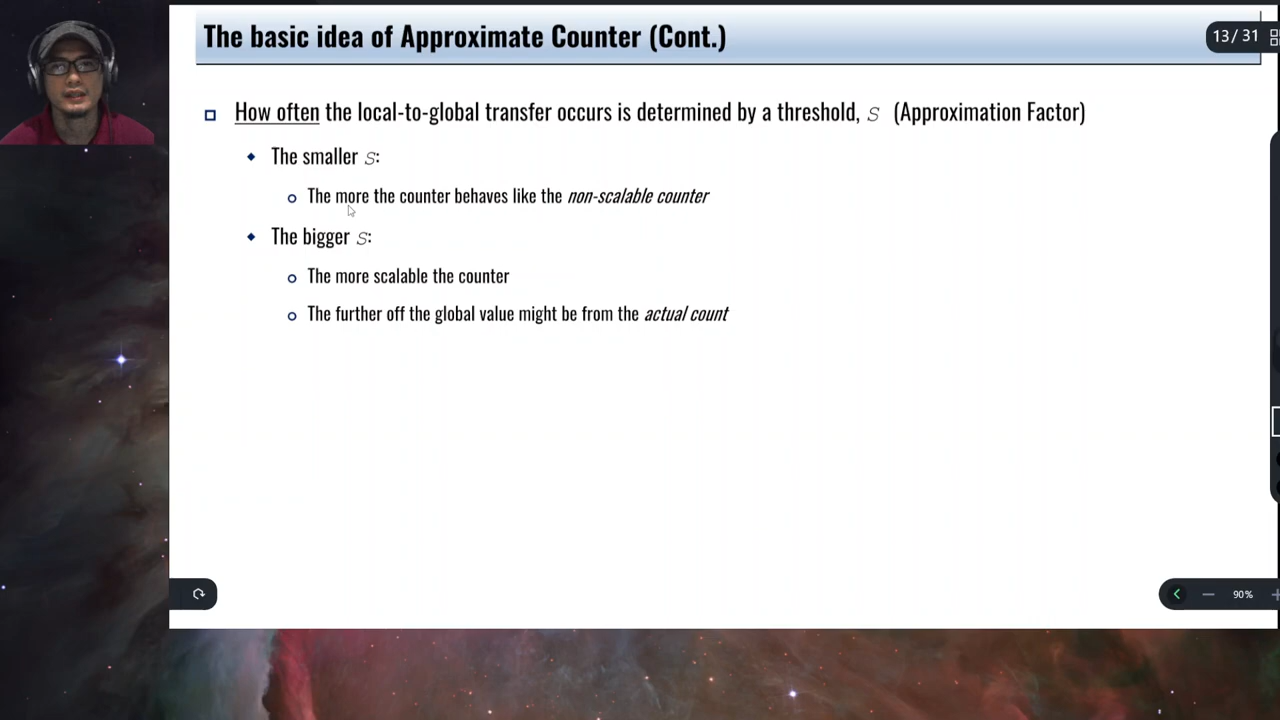 The basic idea of Approximate Counter (Cont.)
13 / 31
How often the local-to-global transfer occurs is determined by a threshold, S (Approximation Factor)
The smaller S:
The more the counter behaves like the non-scalable counter
The bigger S:
The more scalable the counter
The further off the global value might be from the actual count
90%